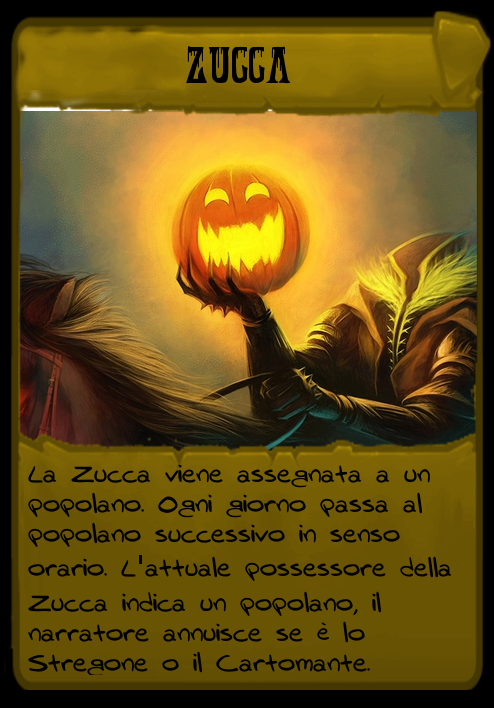 ZUCCA
La Zucca viene assegnata a un
popolano. Ogni giorno passa al
popolano successivo in senso
orario. L'attuale possessore della
Zucca indica un popolano, il
narratore annuisce se è lo
Stregone o il Cartomante.